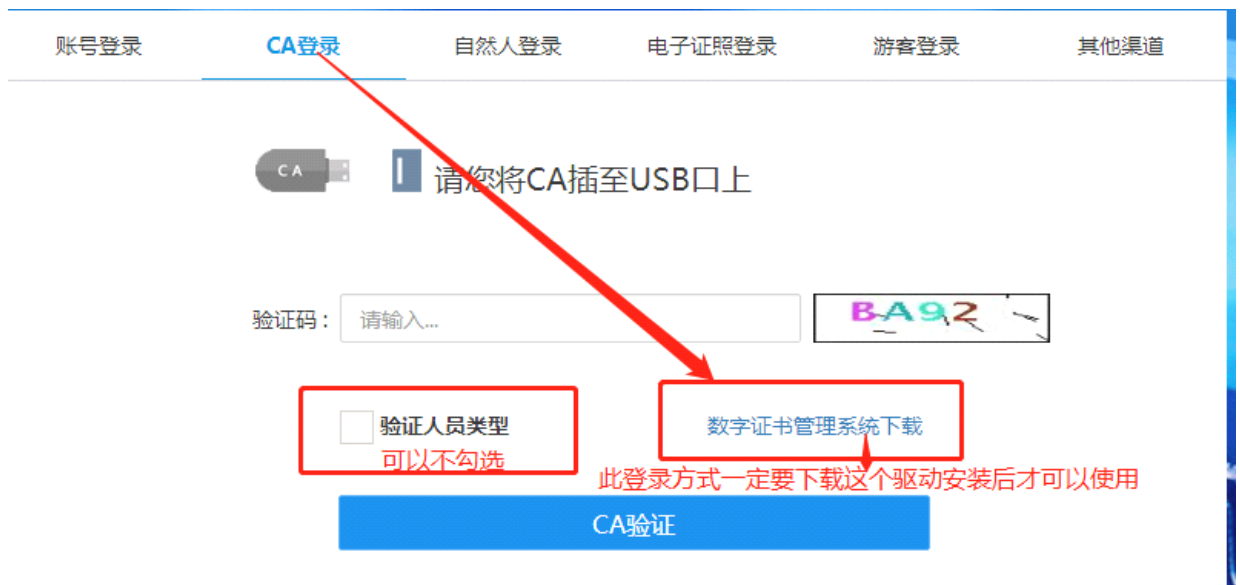 账号登录 CA登录 自然人登录 电子证照登录 游客登录 其他渠道
CA 请您将CA插至USB口上
验证码： 请输入... BA92
验证人员类型 数字证书管理系统下载
可以不勾选
此登录方式一定要下载这个驱动安装后才可以使用
CA验证